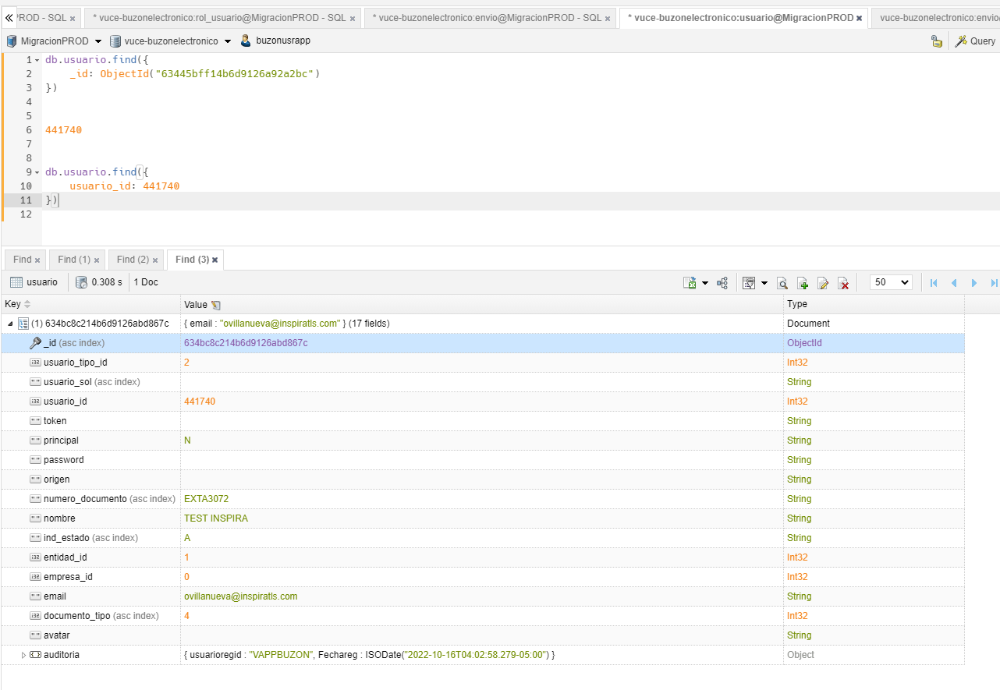 PROD - SQL × * vuce-buzonelectronico:rol_usuario@MigracionPROD - SQL × * vuce-buzonelectronico:envio@MigracionPROD - SQL × * vuce-buzonelectronico:usuario@MigracionPROD × vuce-buzonelectronico:envio@
MigracionPROD vuce-buzonelectronico buzonusrapp Query
1 db.usuario.find({
2 _id: ObjectId("63445bff14b6d9126a92a2bc")
3 })
4
5
6 441740
7
8
9 db.usuario.find({
10 usuario_id: 441740
11 })
12
Find × Find (1) × Find (2) × Find (3) ×
usuario 0.308 s 1 Doc 50
Key Value Type
(1) 634bc8c214b6d9126abd867c { email : "ovillanueva@inspiratls.com" } (17 fields) Document
_id (asc index) 634bc8c214b6d9126abd867c ObjectId
i32 usuario_tipo_id 2 Int32
" " usuario_sol (asc index) String
i32 usuario_id 441740 Int32
" " token String
" " principal N String
" " password String
" " origen String
" " numero_documento (asc index) EXTA3072 String
" " nombre TEST INSPIRA String
" " ind_estado (asc index) A String
i32 entidad_id 1 Int32
i32 empresa_id 0 Int32
" " email ovillanueva@inspiratls.com String
i32 documento_tipo (asc index) 4 Int32
" " avatar String
auditoria { usuarioregid : "VAPPBUZON", Fechareg : ISODate("2022-10-16T04:02:58.279-05:00") } Object